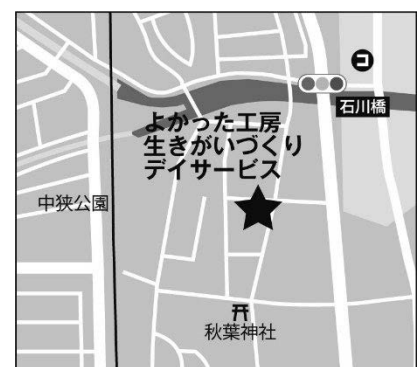 コ
石川橋
よかった工房
生きがいづくり
デイサービス
中狭公園
秋葉神社